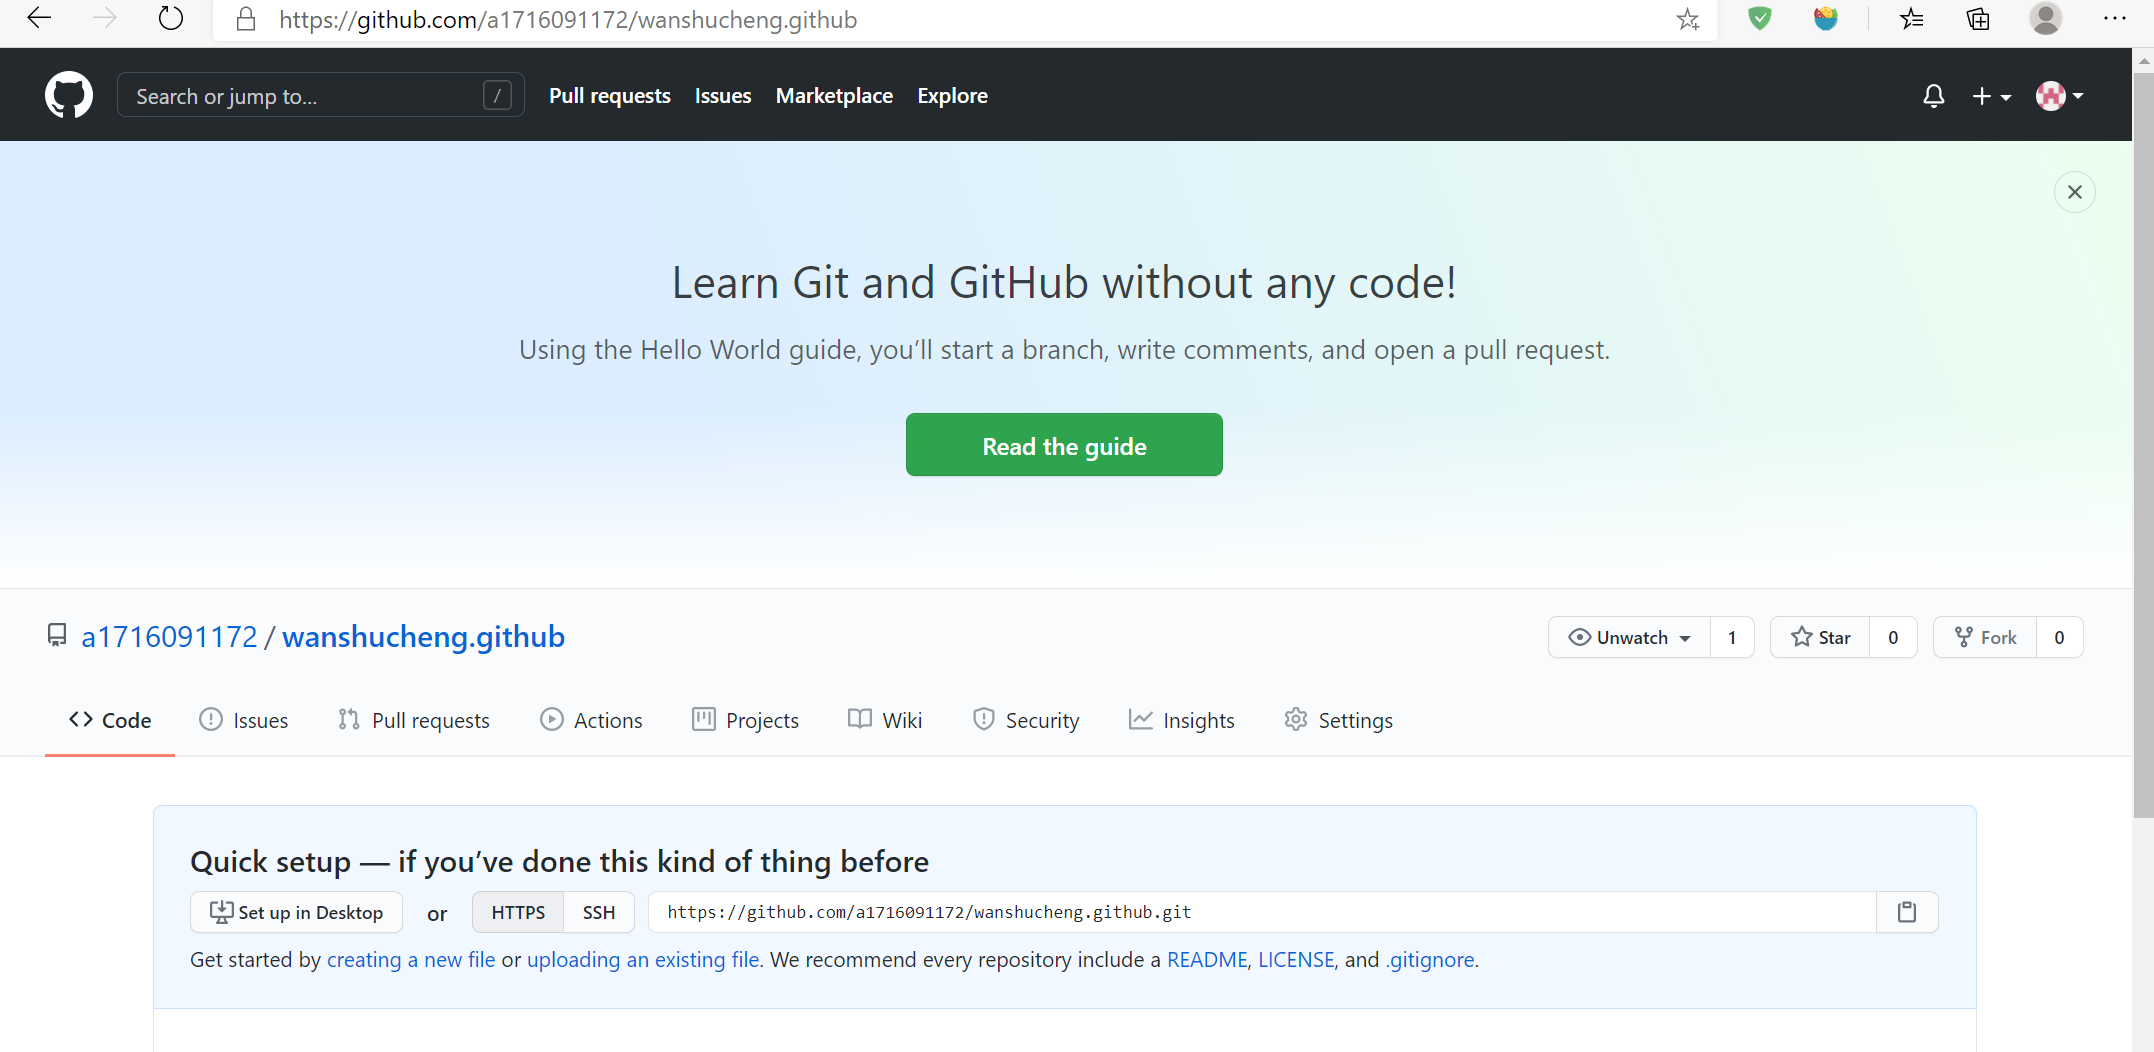 https://github.com/a1716091172/wanshucheng.github
Search or jump to... /
Pull requests Issues Marketplace Explore
Learn Git and GitHub without any code!
Using the Hello World guide, you’ll start a branch, write comments, and open a pull request.
Read the guide
a1716091172 / wanshucheng.github
Unwatch 1 Star 0 Fork 0
Code Issues Pull requests Actions Projects Wiki Security Insights Settings
Quick setup — if you’ve done this kind of thing before
Set up in Desktop or HTTPS SSH https://github.com/a1716091172/wanshucheng.github.git
Get started by creating a new file or uploading an existing file. We recommend every repository include a README, LICENSE, and .gitignore.